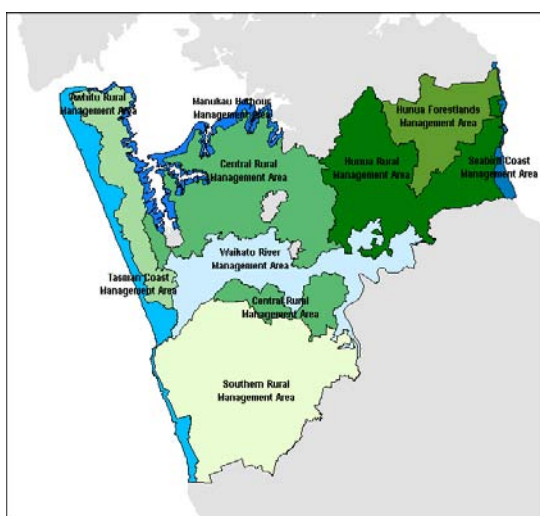 Awhitu Rural
Management Area
Manukau Harbour
Management Area
Hunua Forestlands
Management Area
Central Rural
Management Area
Hunua Rural
Management Area
Seabird Coast
Management Area
Waikato River
Management Area
Tasman Coast
Management Area
Central Rural
Management Area
Southern Rural
Management Area